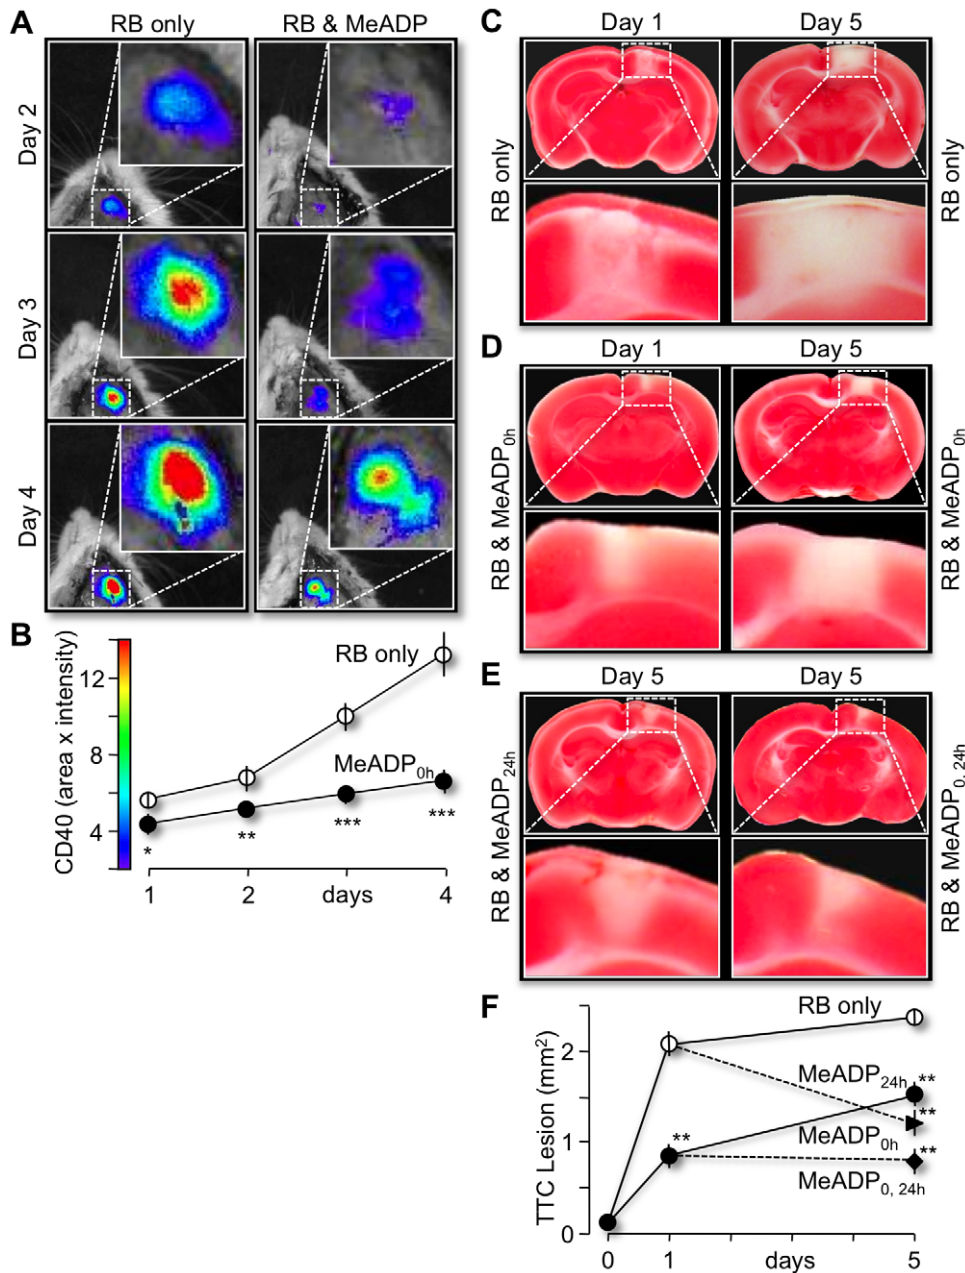 A
RB only
RB & MeADP
Day 2
Day 3
Day 4
B
CD40 (area x intensity)
12
8
4
RB only
MeADP0h
*
**
***
***
1
2
days
4
C
Day 1
Day 5
RB only
RB only
D
Day 1
Day 5
RB & MeADP0h
RB & MeADP0h
E
Day 5
Day 5
RB & MeADP24h
RB & MeADP0, 24h
F
TTC Lesion (mm2)
2
1
0
RB only
MeADP24h
**
**
**
MeADP0h
**
MeADP0, 24h
0
1
days
5